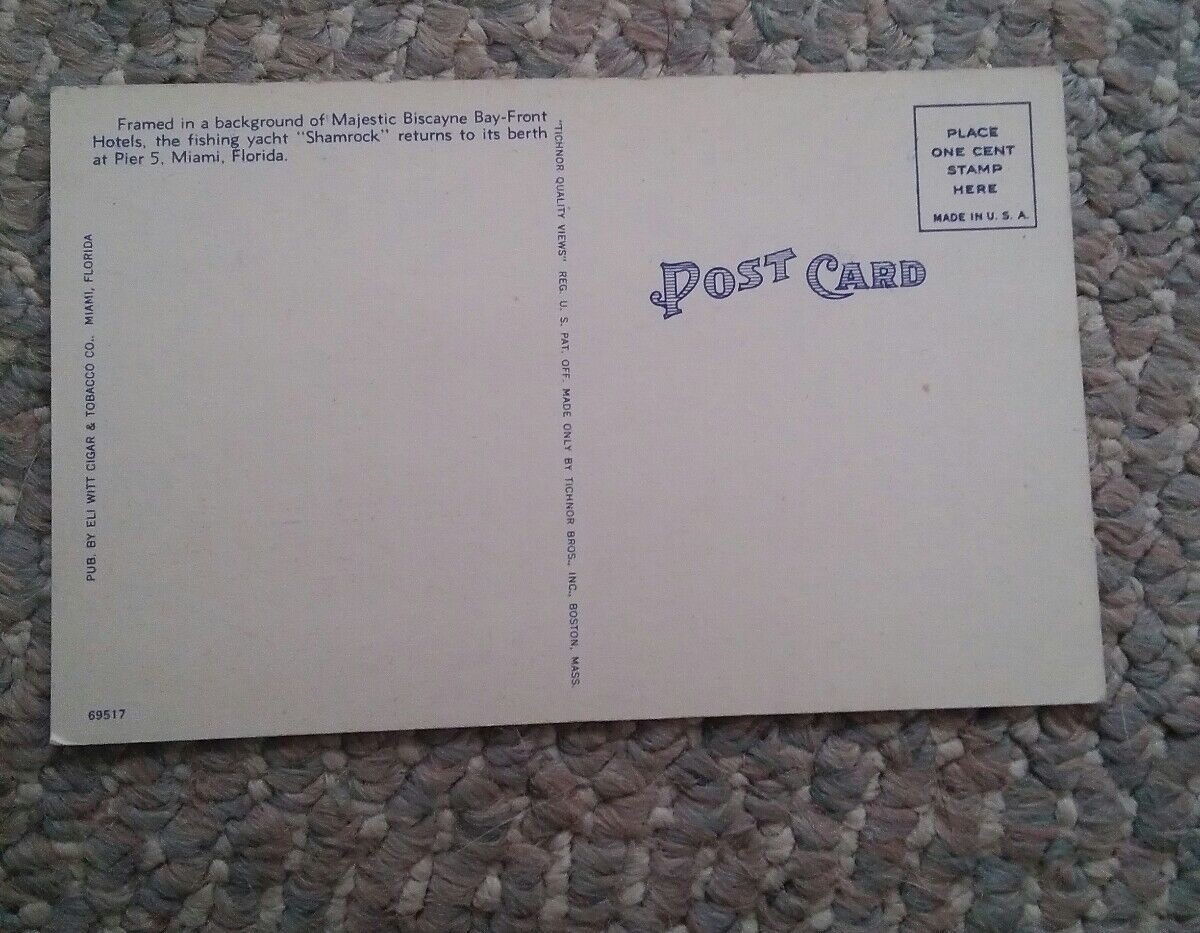 Framed in a background of Majestic Biscayne Bay-Front
Hotels, the fishing yacht "Shamrock" returns to its berth
at Pier 5, Miami, Florida.
PUB. BY ELI WITT CIGAR & TOBACCO CO., MIAMI, FLORIDA
69517
"TICHNOR QUALITY VIEWS" REG. U. S. PAT. OFF. MADE ONLY BY TICHNOR BROS., INC., BOSTON, MASS.
POST CARD
PLACE
ONE CENT
STAMP
HERE
MADE IN U. S. A.